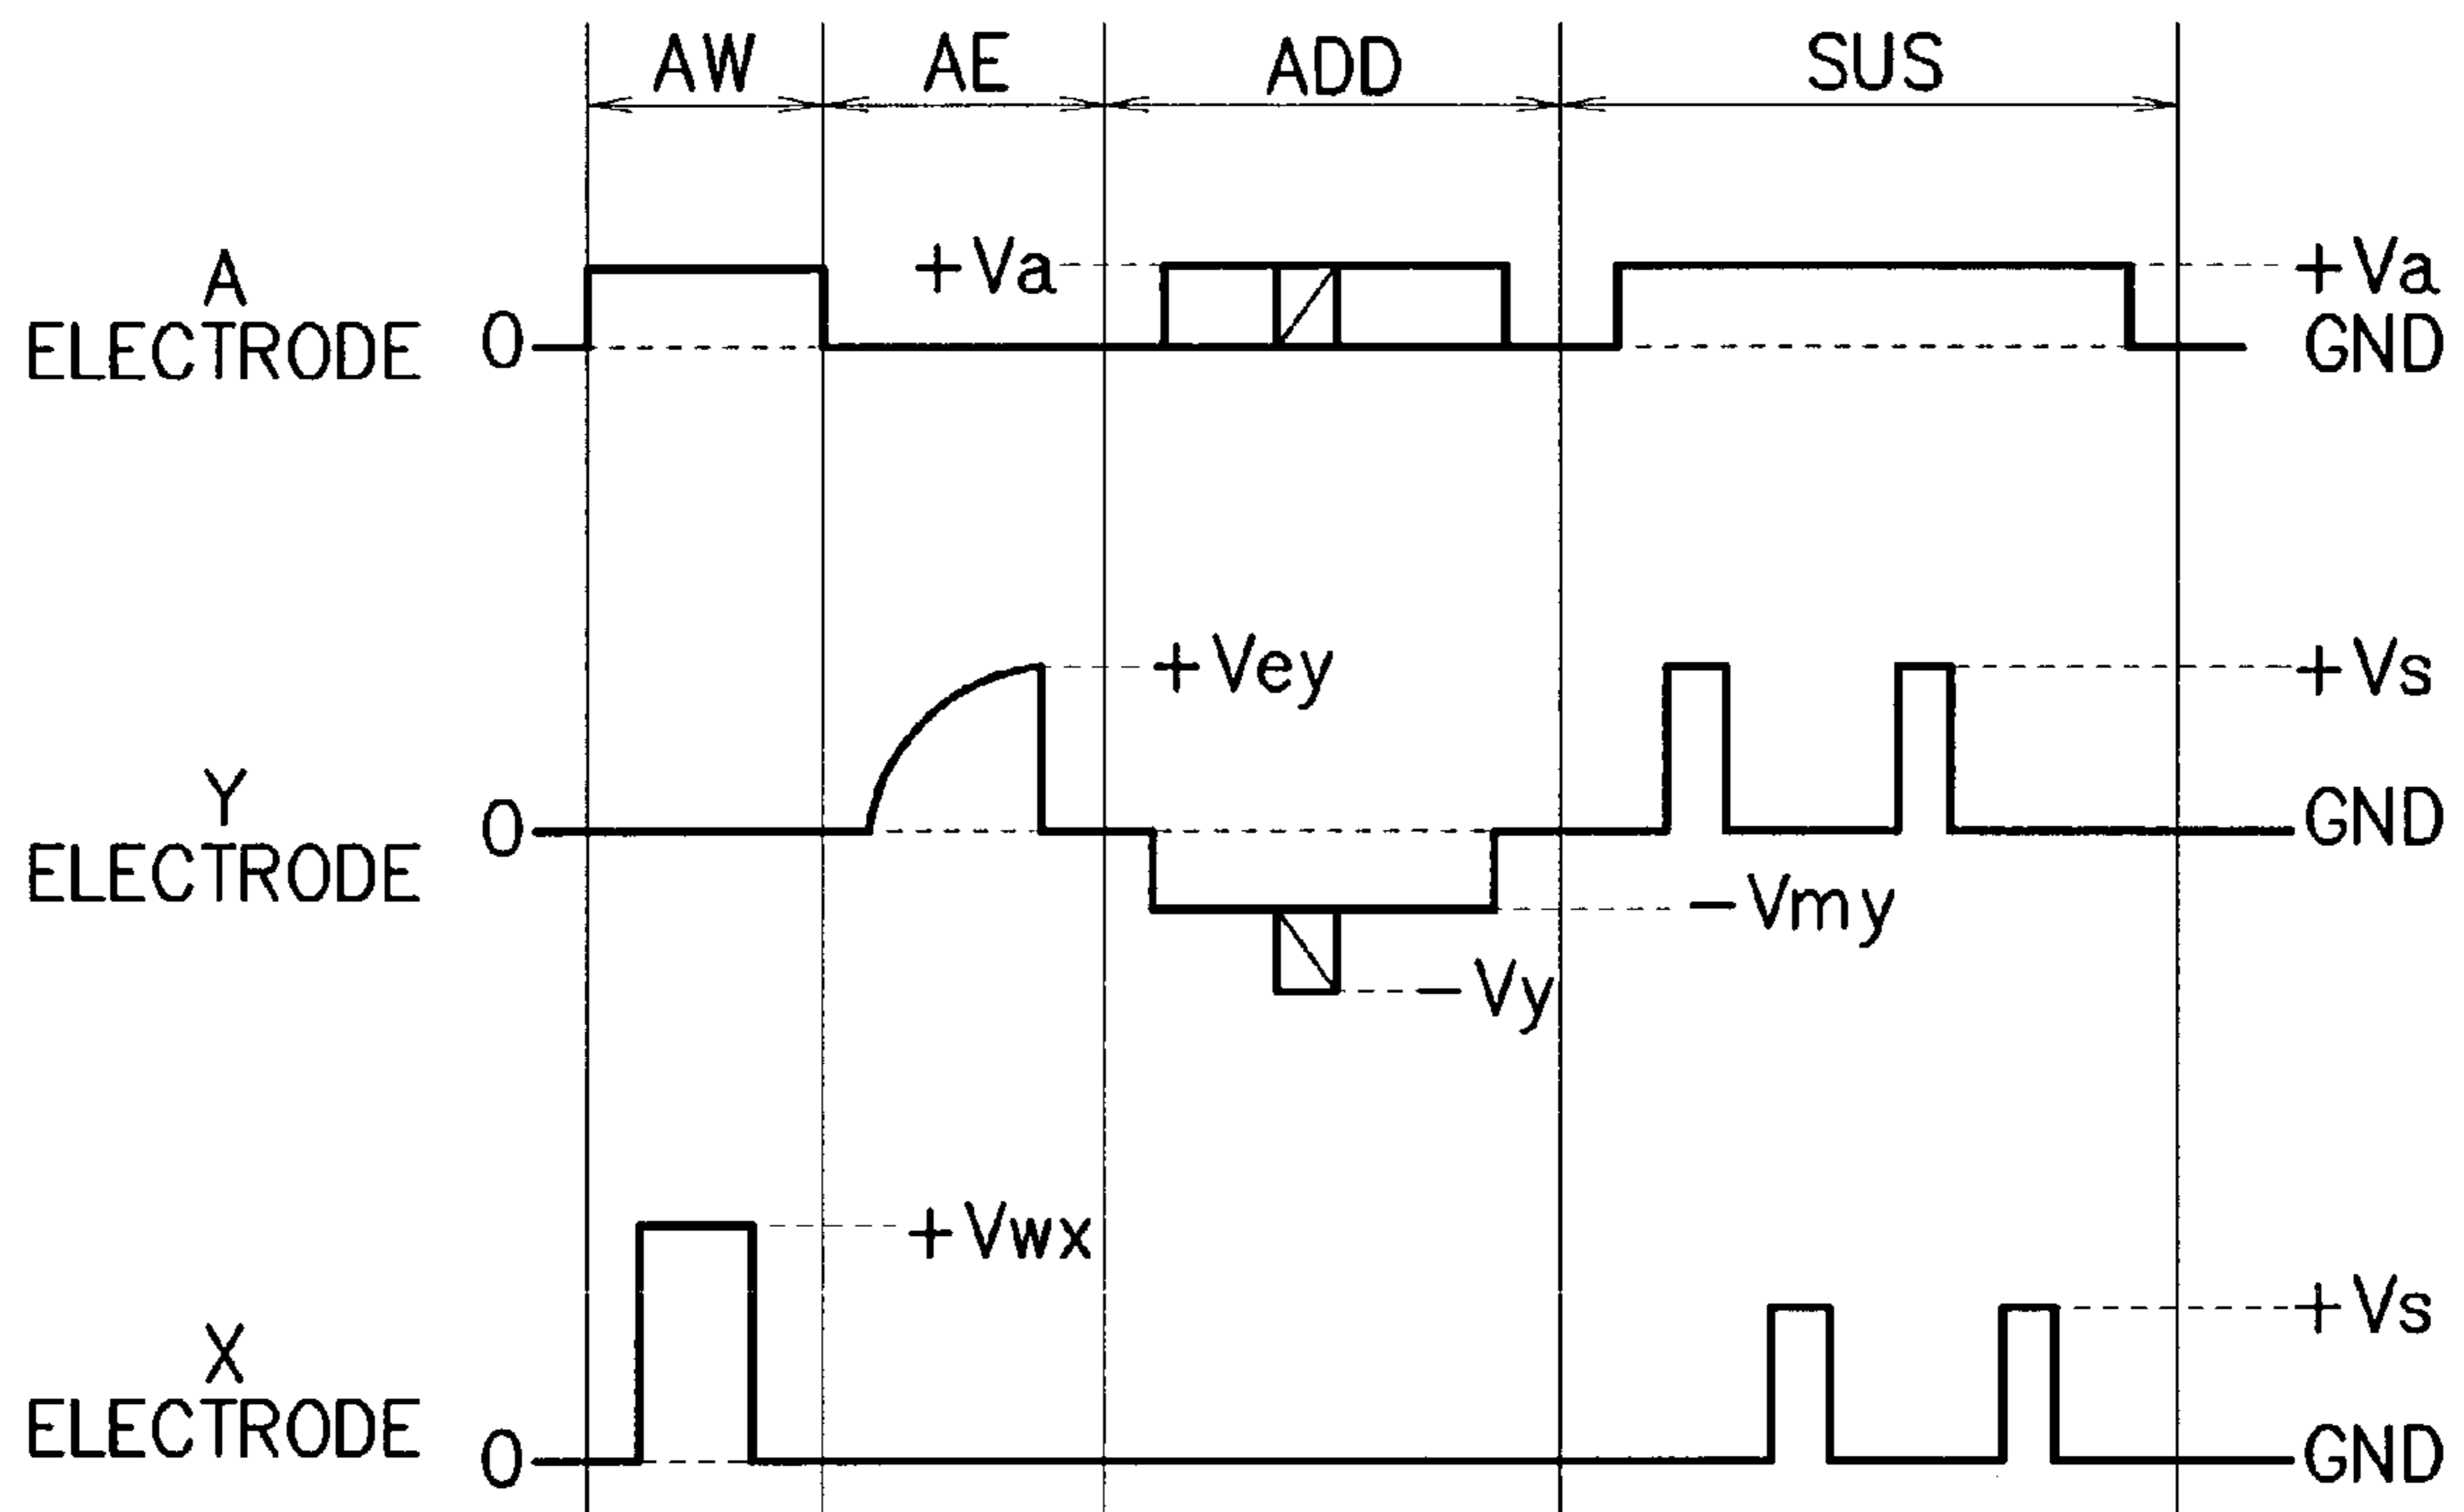 AW AE ADD SUS
A
ELECTRODE
0
+Va
+Va
GND
+Vey
+Vs
Y
ELECTRODE
0
GND
-Vmy
-Vy
+Vwx
+Vs
X
ELECTRODE
0
GND